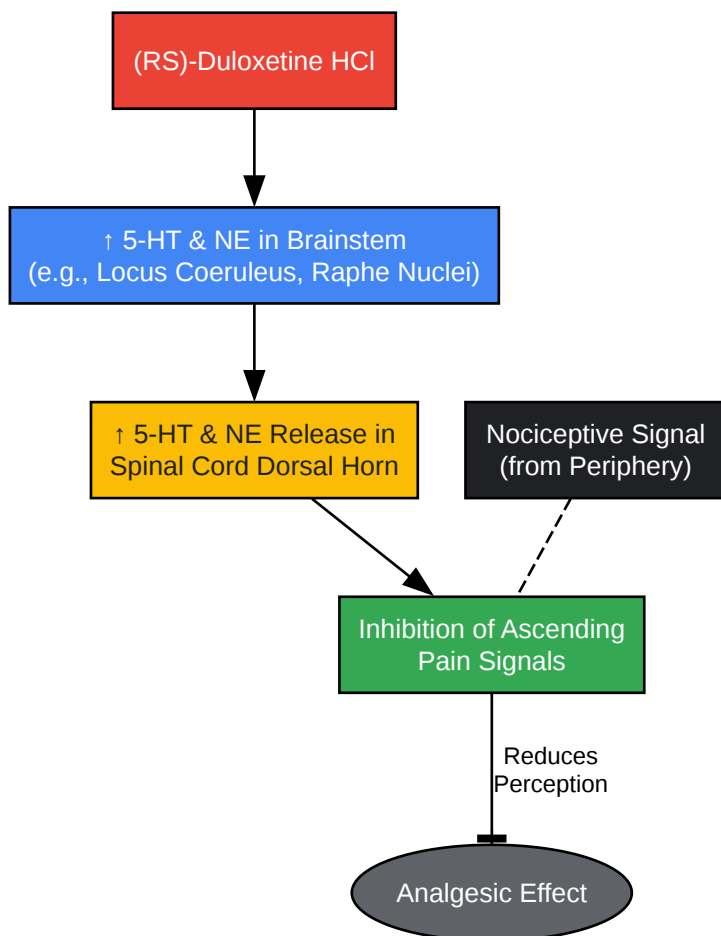 (RS)-Duloxetine HCl
↑ 5-HT & NE in Brainstem
(e.g., Locus Coeruleus, Raphe Nuclei)
↑ 5-HT & NE Release in
Spinal Cord Dorsal Horn
Nociceptive Signal
(from Periphery)
Inhibition of Ascending
Pain Signals
Reduces
Perception
Analgesic Effect